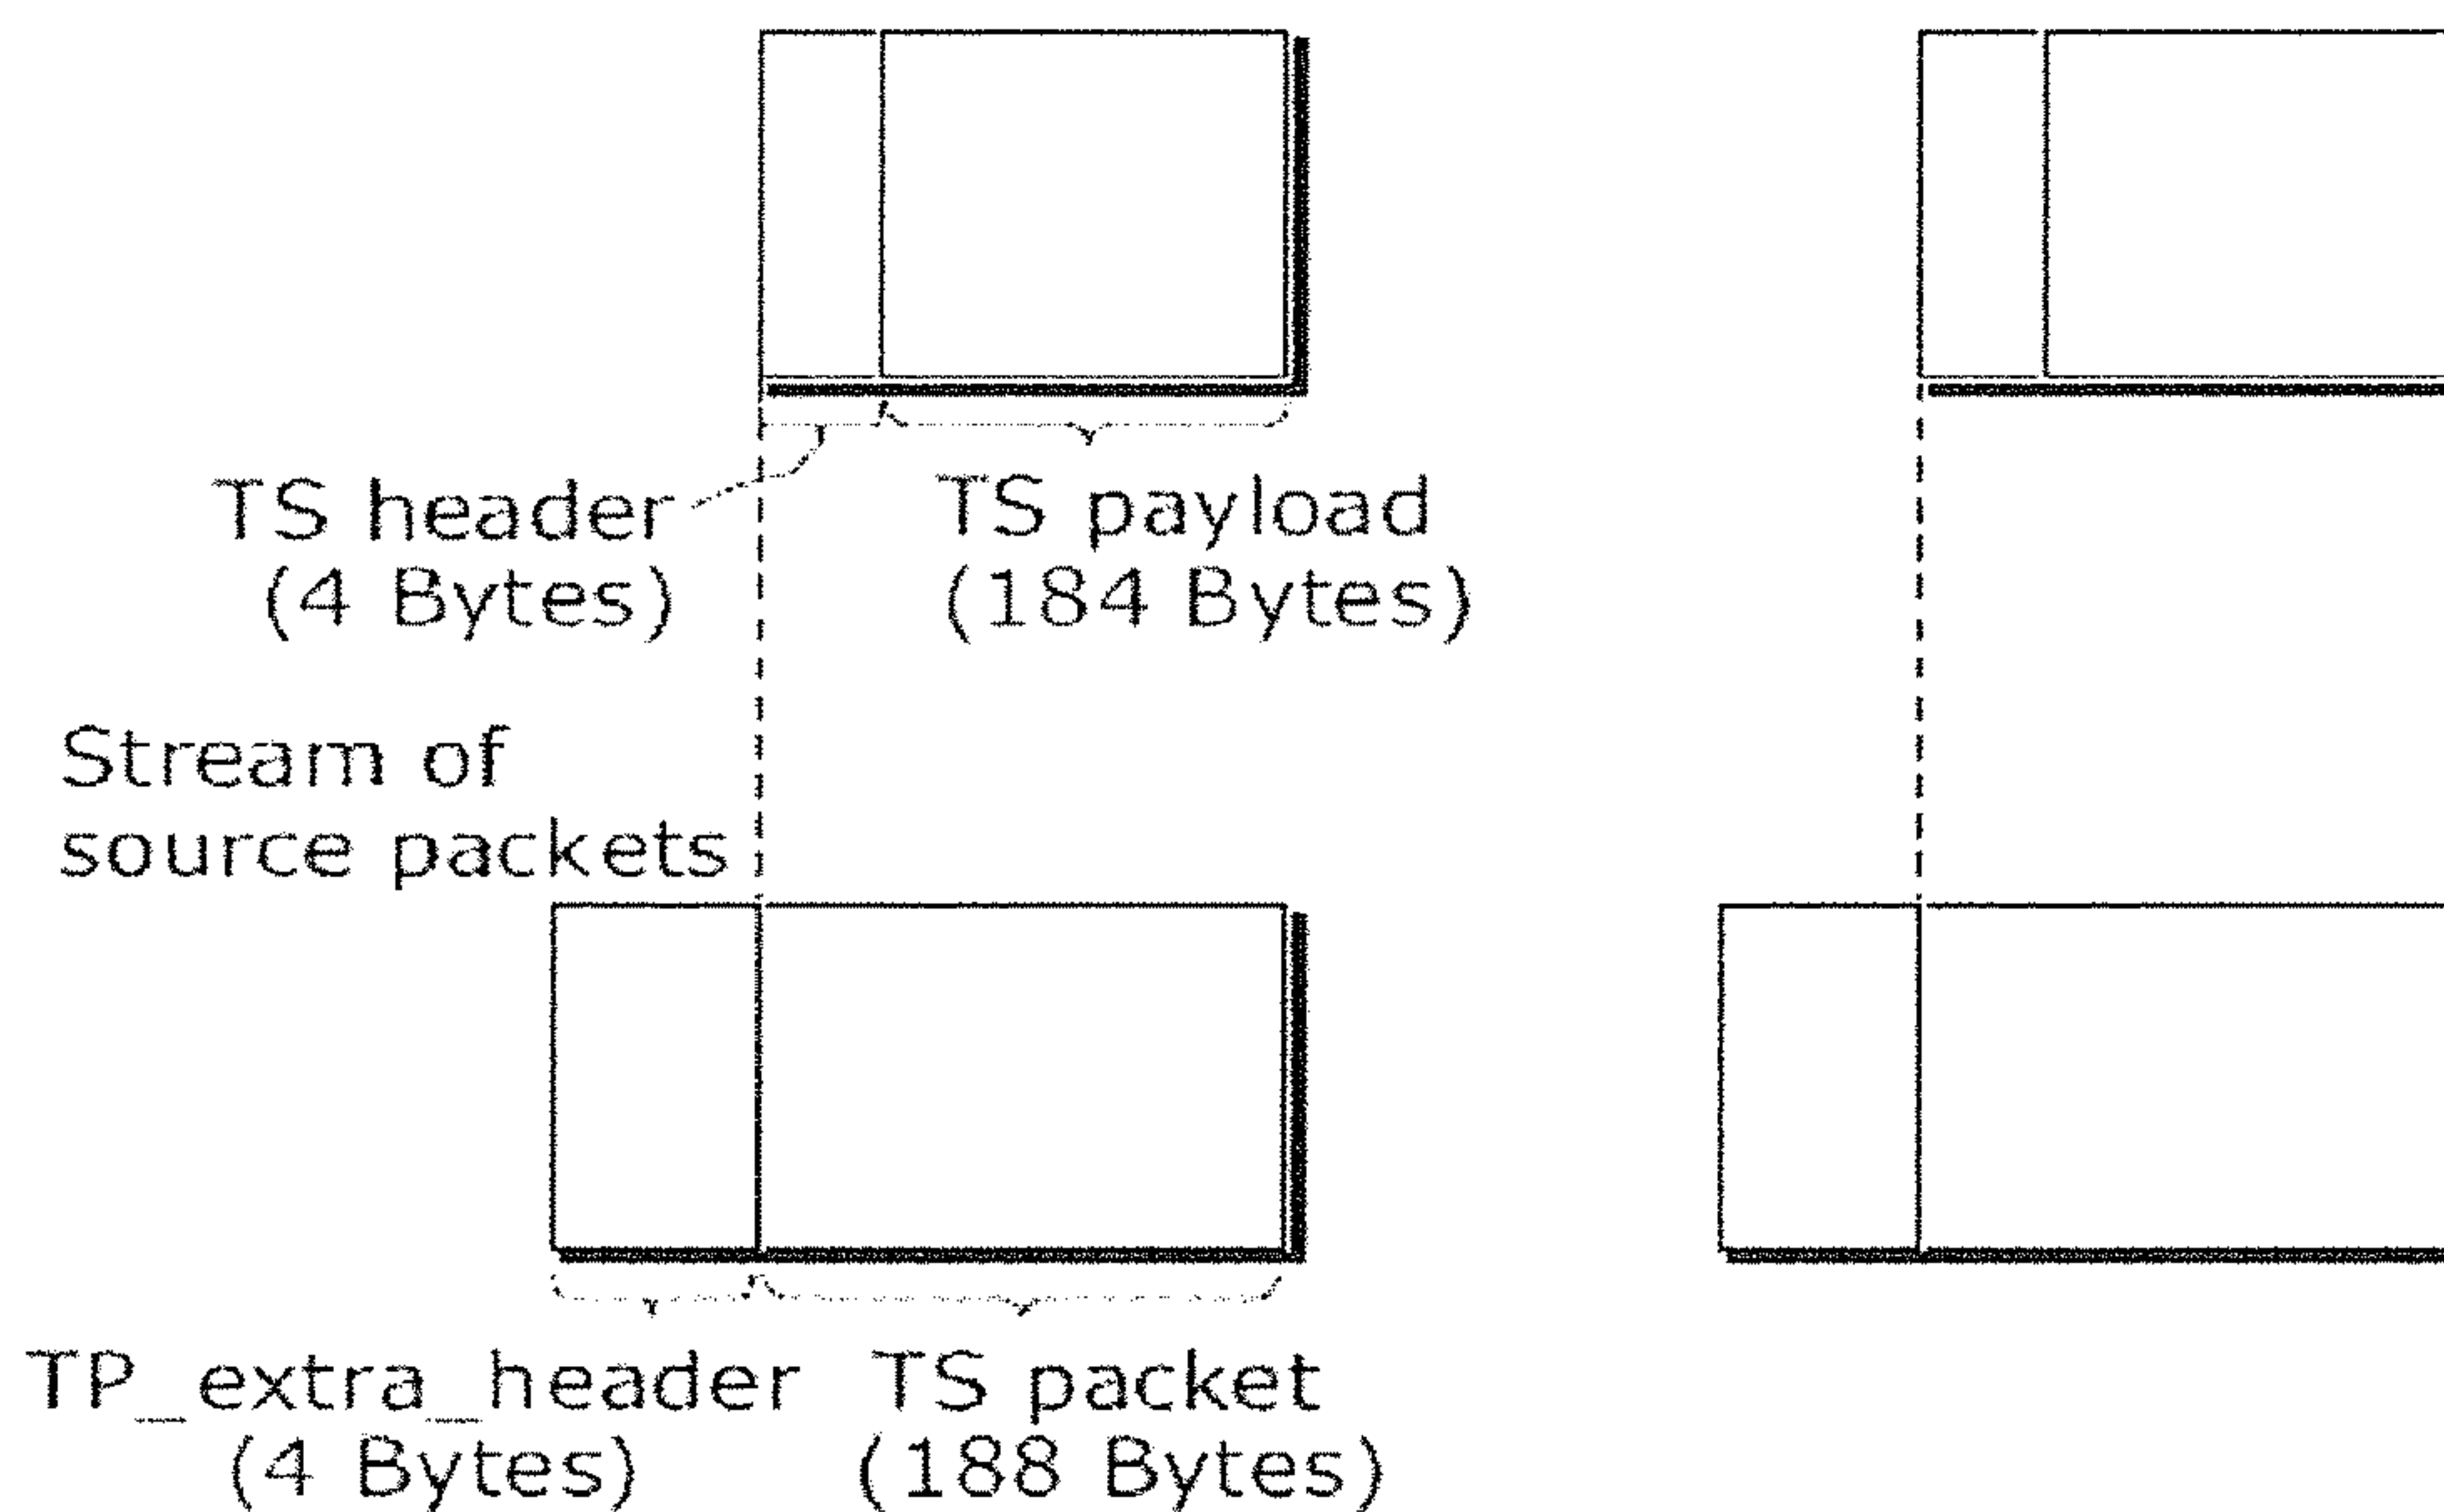 TS header
(4 Bytes)
TS payload
(184 Bytes)
Stream of
source packets
TP_extra_header
(4 Bytes)
TS packet
(188 Bytes)